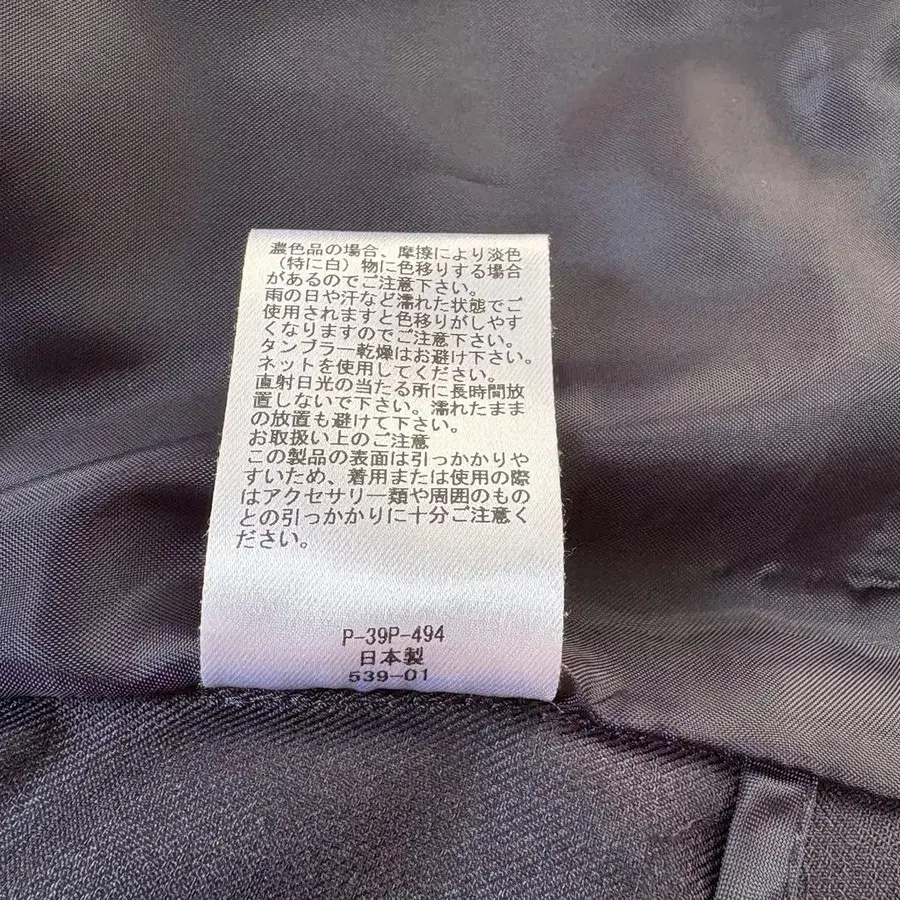 濃色品の場合、摩擦により淡色
（特に白）物に色移りする場合
があるのでご注意下さい。
雨の日や汗など濡れた状態でご
使用されますと色移りがしやす
くなりますのでご注意下さい。
タンブラー乾燥はお避け下さい。
ネットを使用してください。
直射日光の当たる所に長時間放
置しないで下さい。濡れたまま
の放置も避けて下さい。
お取扱い上のご注意
この製品の表面は引っかかりや
すいため、着用または使用の際
はアクセサリー類や周囲のもの
との引っかかりに十分ご注意く
ださい。
P-39P-494
日本製
539-01